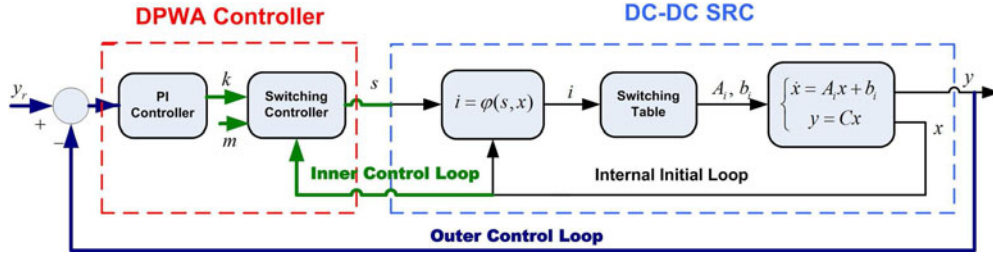 DPWA Controller
DC-DC SRC
y_r
+
−
PI
Controller
k
m
Switching
Controller
s
i = φ(s, x)
i
Switching
Table
A_i, b_i
ẋ = A_i x + b_i
y = Cx
y
x
Inner Control Loop
Internal Initial Loop
Outer Control Loop